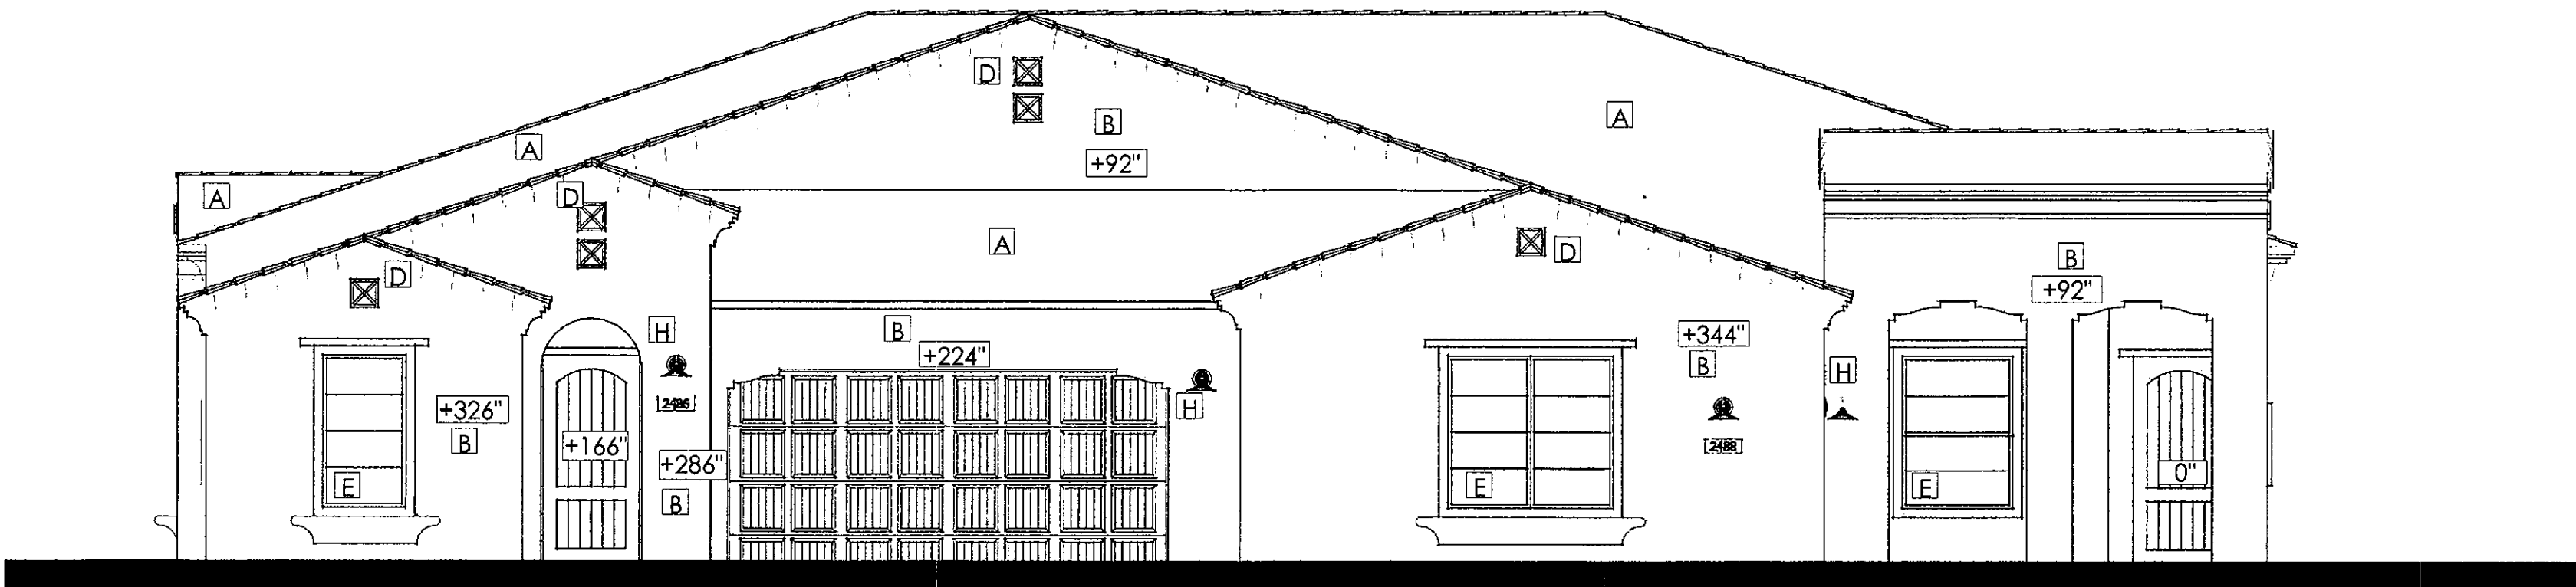 D
B
A
+92"
A
D
A
A
D
D
B
+92"
H
B
+224"
+344"
B
H
H
2486
+326"
B
+166"
+286"
B
2488
E
E
E
0"